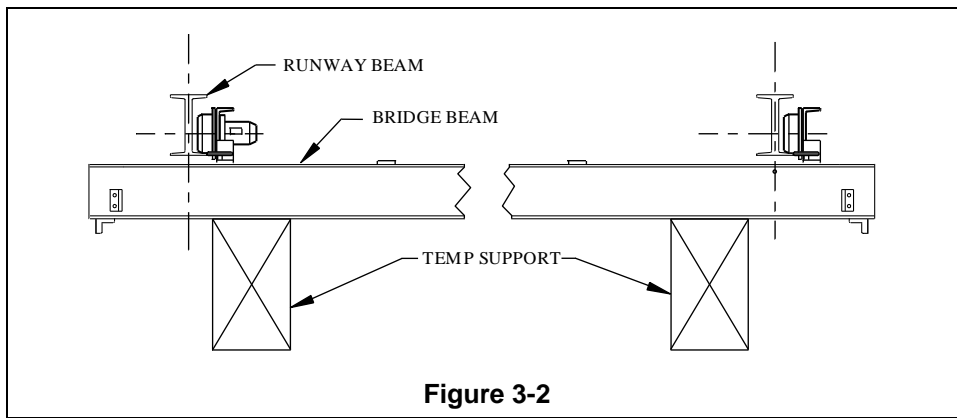 RUNWAY BEAM
BRIDGE BEAM
TEMP SUPPORT
Figure 3-2